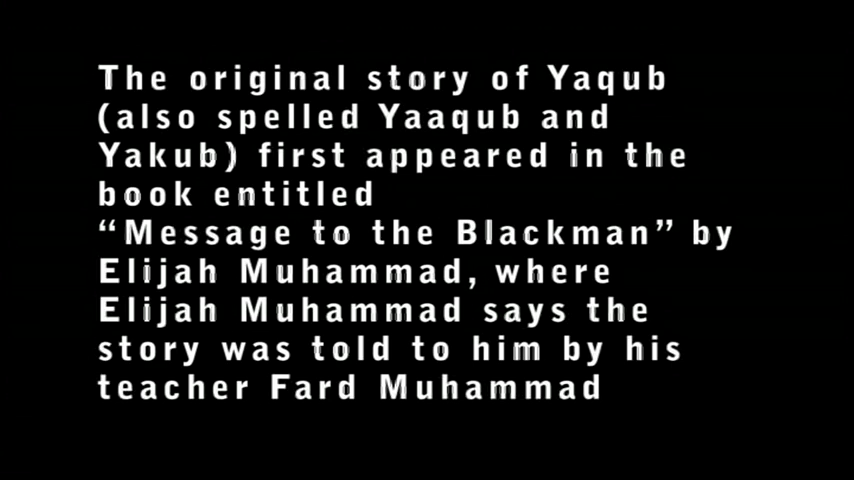 The original story of Yaqub
(also spelled Yaaqub and
Yakub) first appeared in the
book entitled
“Message to the Blackman” by
Elijah Muhammad, where
Elijah Muhammad says the
story was told to him by his
teacher Fard Muhammad